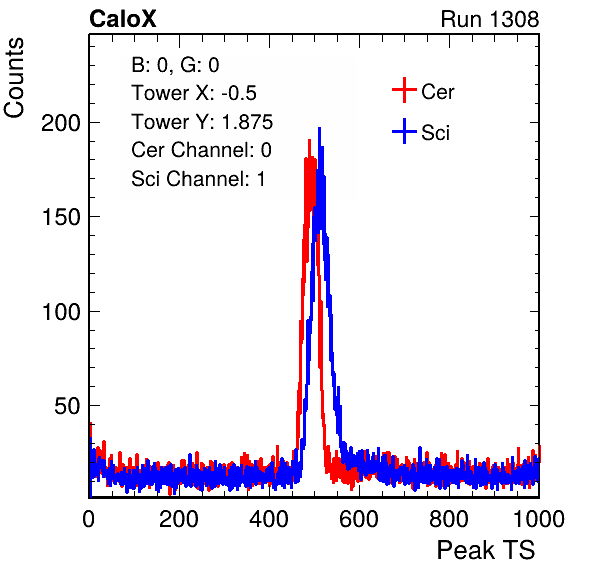 CaloX Run 1308
Counts
B: 0, G: 0
Tower X: -0.5
Tower Y: 1.875
Cer Channel: 0
Sci Channel: 1
Cer
Sci
200
150
100
50
0 200 400 600 800 1000
Peak TS